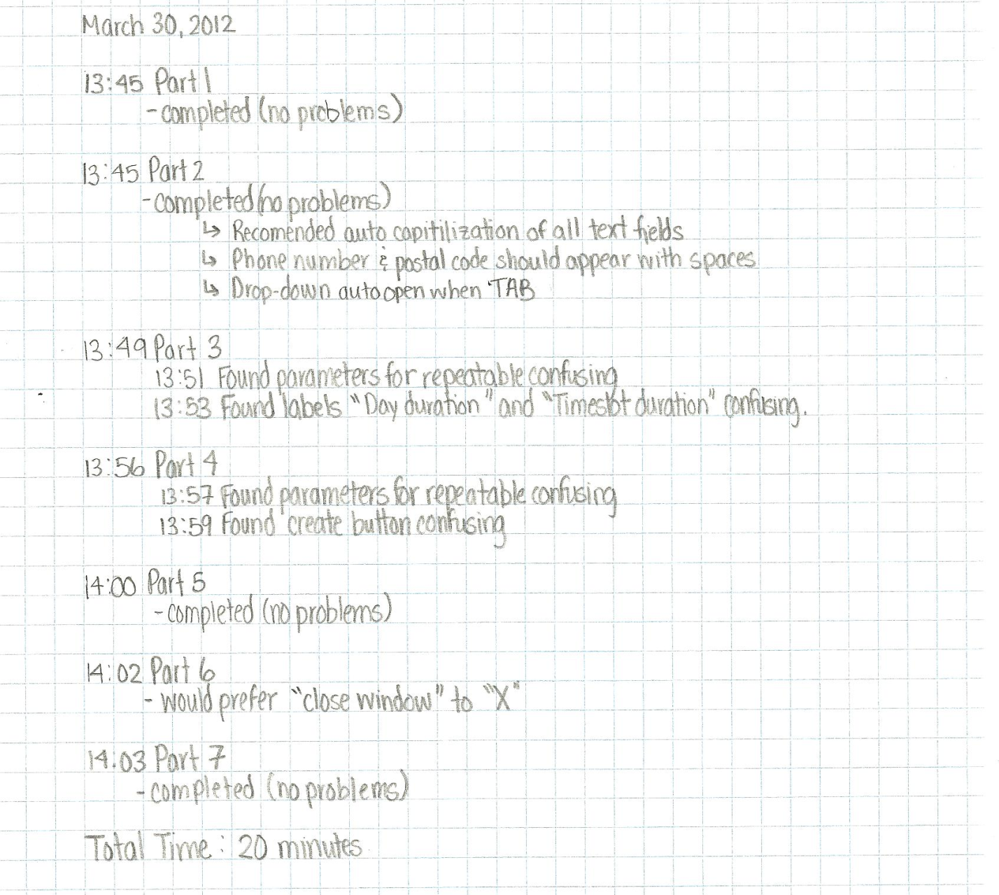 March 30, 2012
13:45 Part 1
- completed (no problems)
13:45 Part 2
- completed (no problems)
↳ Recomended auto capitilization of all text fields
↳ Phone number & postal code should appear with spaces
↳ Drop-down auto open when TAB
13:49 Part 3
13:51 Found parameters for repeatable confusing
13:53 Found labels "Day duration" and "Timeslot duration" confusing.
13:56 Part 4
13:57 Found parameters for repeatable confusing
13:59 Found create button confusing
14:00 Part 5
- completed (no problems)
14:02 Part 6
- would prefer "close window" to "X"
14:03 Part 7
- completed (no problems)
Total Time: 20 minutes